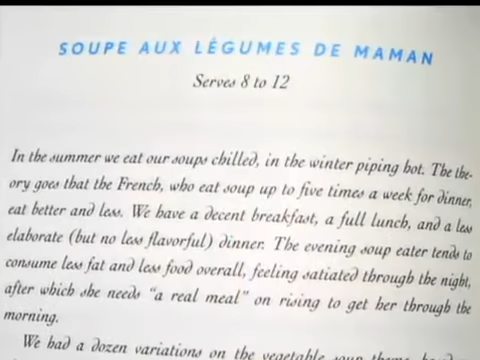 SOUPE AUX LÉGUMES DE MAMAN
Serves 8 to 12
In the summer we eat our soups chilled, in the winter piping hot. The the-
ory goes that the French, who eat soup up to five times a week for dinner,
eat better and less. We have a decent breakfast, a full lunch, and a less
elaborate (but no less flavorful) dinner. The evening soup eater tends to
consume less fat and less food overall, feeling satiated through the night,
after which she needs "a real meal" on rising to get her through the
morning.
We had a dozen variations on the vegetable soup